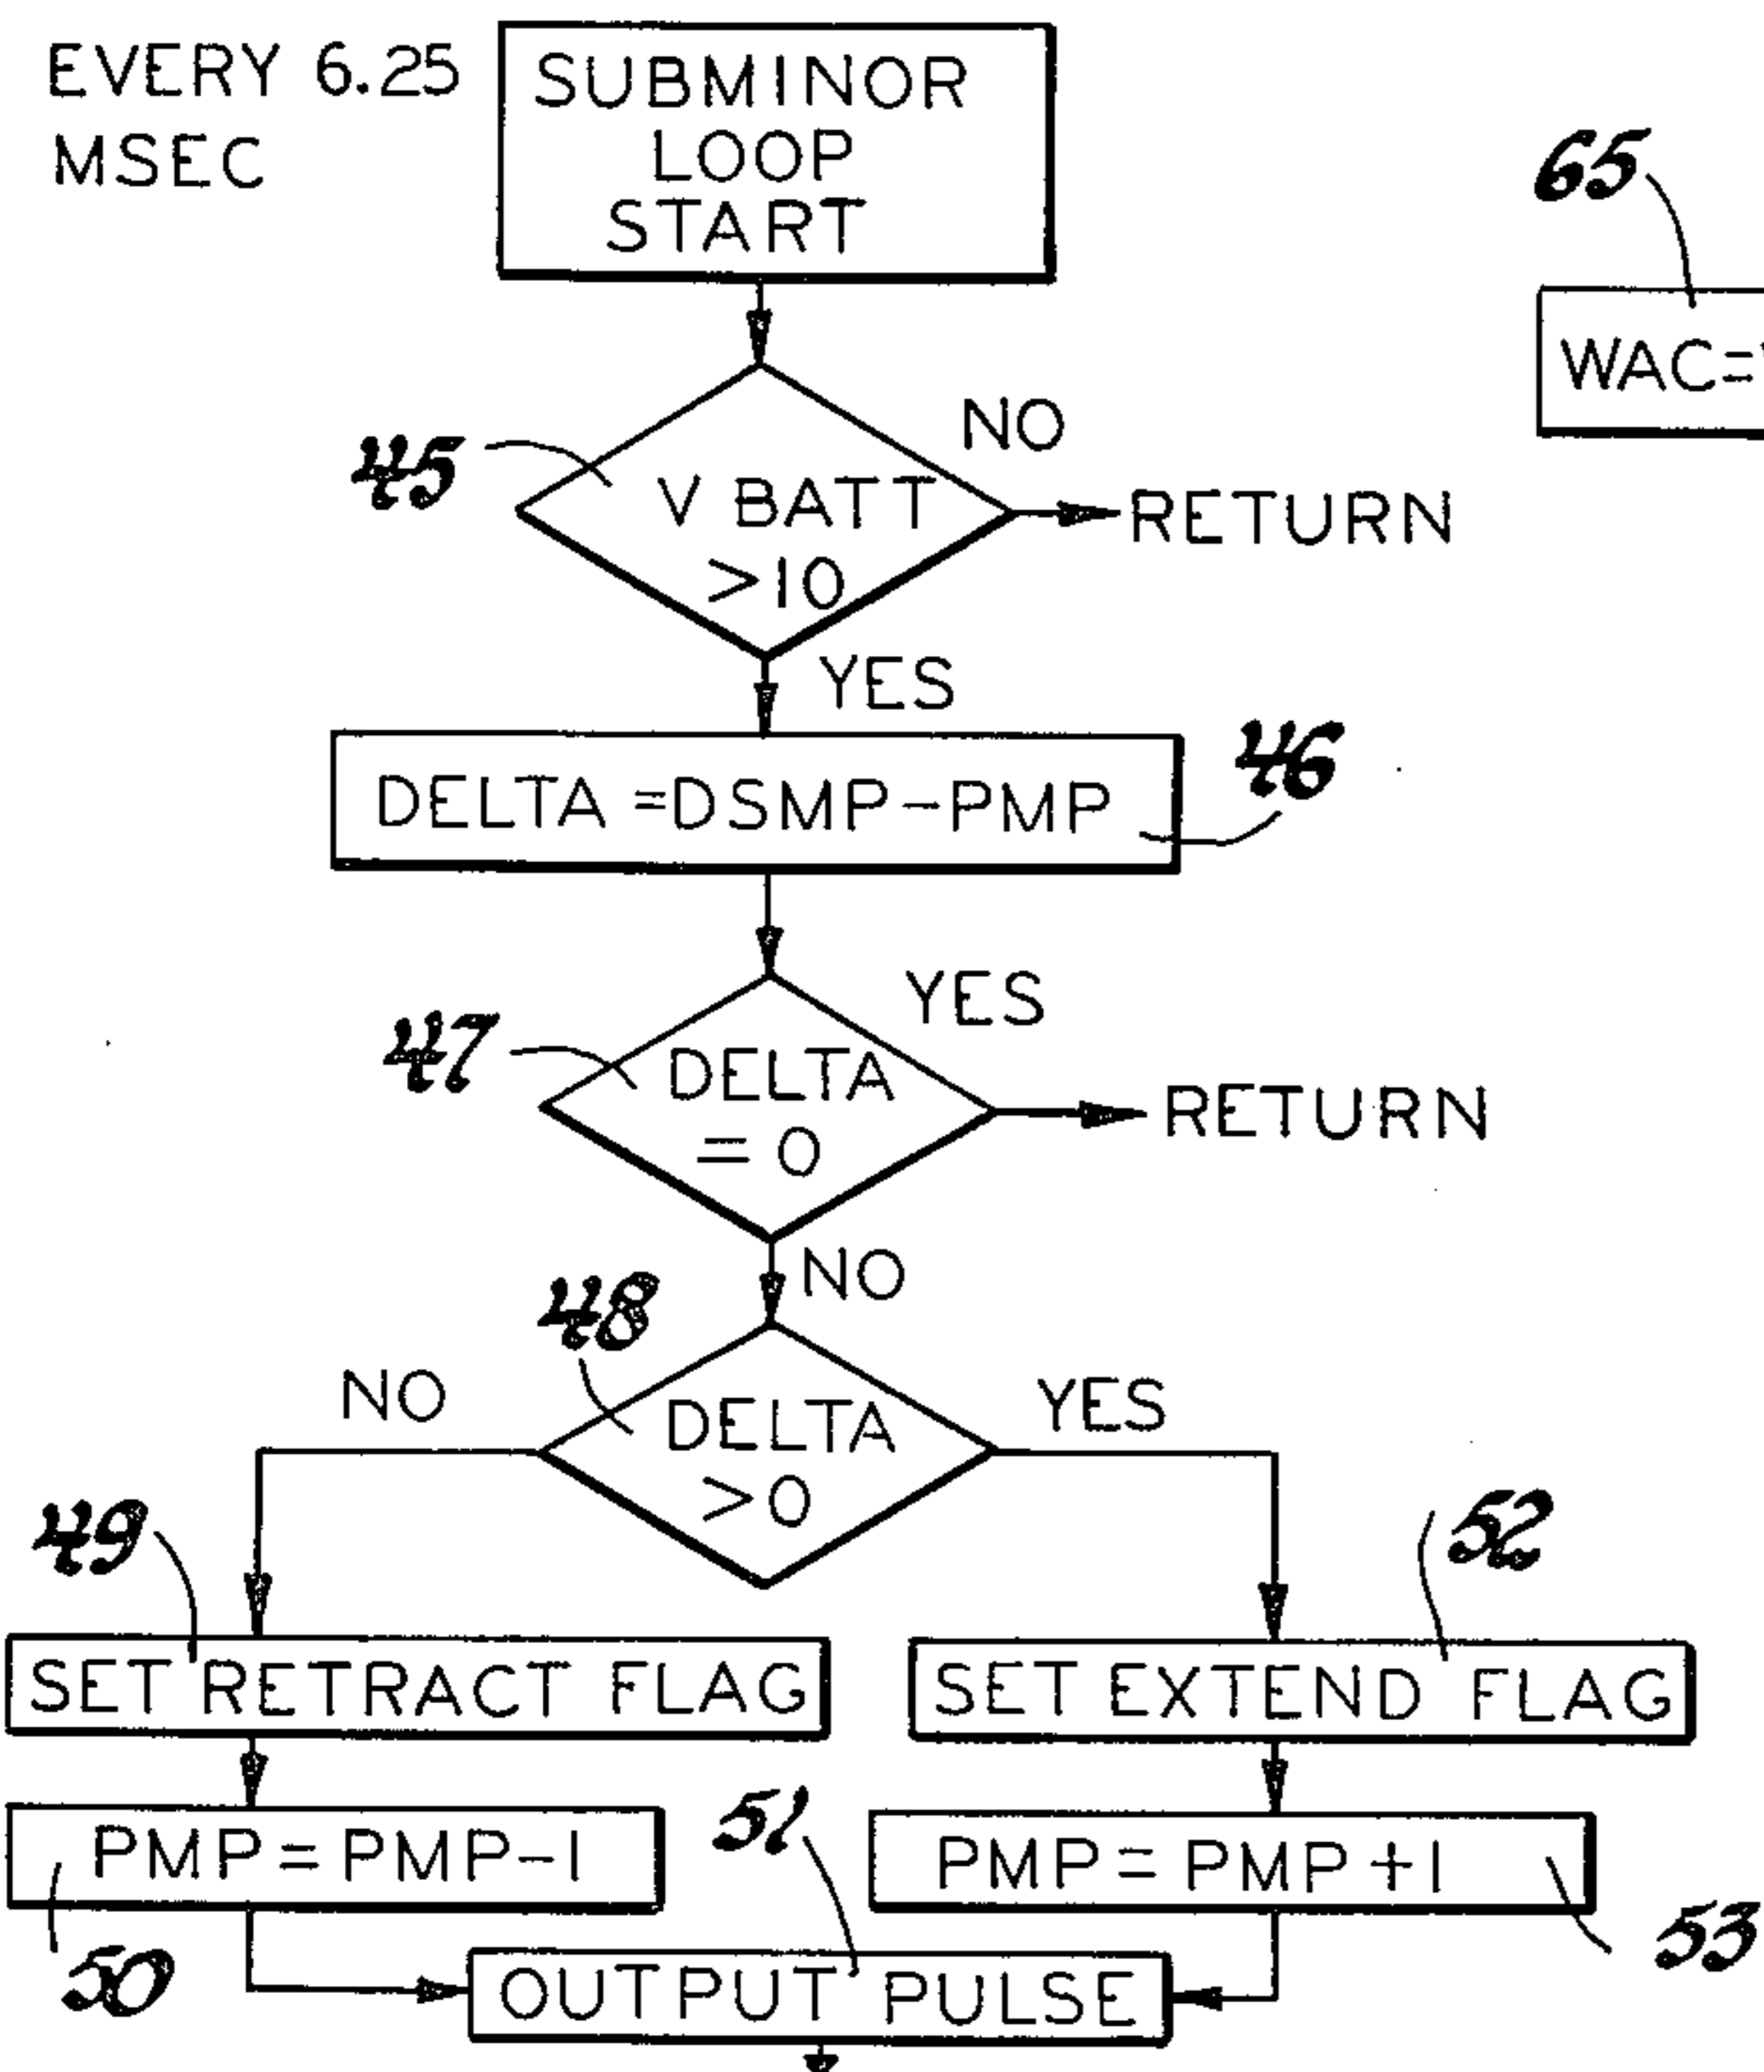 EVERY 6.25
MSEC
SUBMINOR
LOOP
START
65
WAC=
45
V BATT
>10
NO
RETURN
YES
DELTA =DSMP-PMP
46
47
DELTA
=0
YES
RETURN
NO
48
DELTA
>0
NO
YES
49
52
SET RETRACT FLAG
SET EXTEND FLAG
PMP=PMP-1
51
PMP=PMP+1
50
OUTPUT PULSE
53